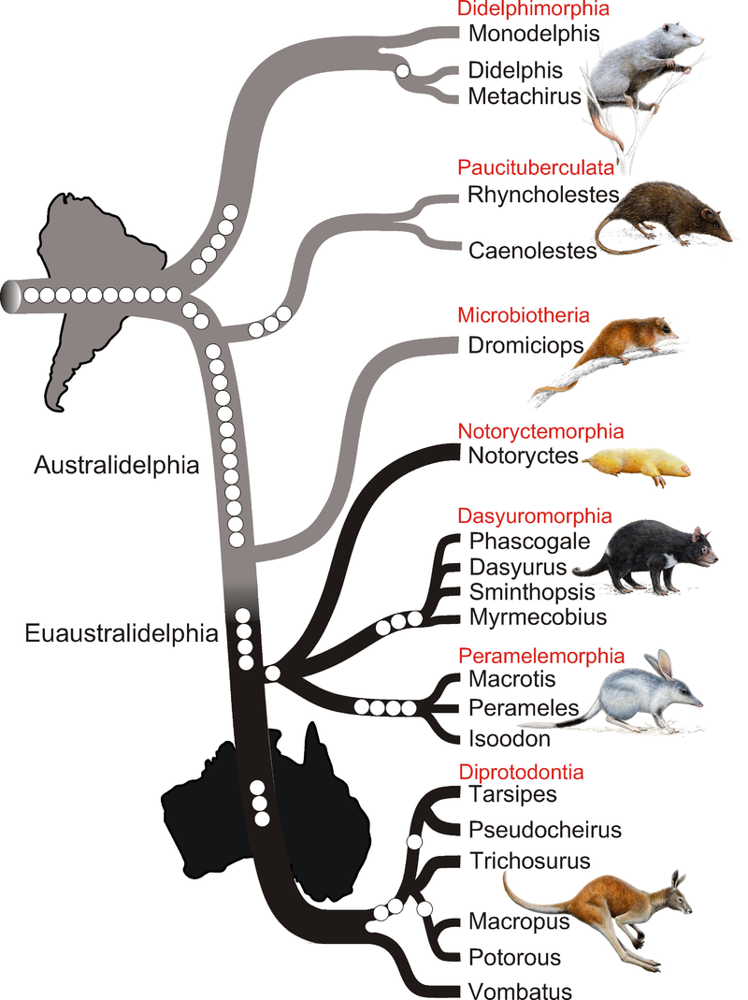 Didelphimorphia
Monodelphis
Didelphis
Metachirus
Paucituberculata
Rhyncholestes
Caenolestes
Microbiotheria
Dromiciops
Australidelphia
Notoryctemorphia
Notoryctes
Dasyuromorphia
Phascogale
Dasyurus
Sminthopsis
Myrmecobius
Euaustralidelphia
Peramelemorphia
Macrotis
Perameles
Isoodon
Diprotodontia
Tarsipes
Pseudocheirus
Trichosurus
Macropus
Potorous
Vombatus